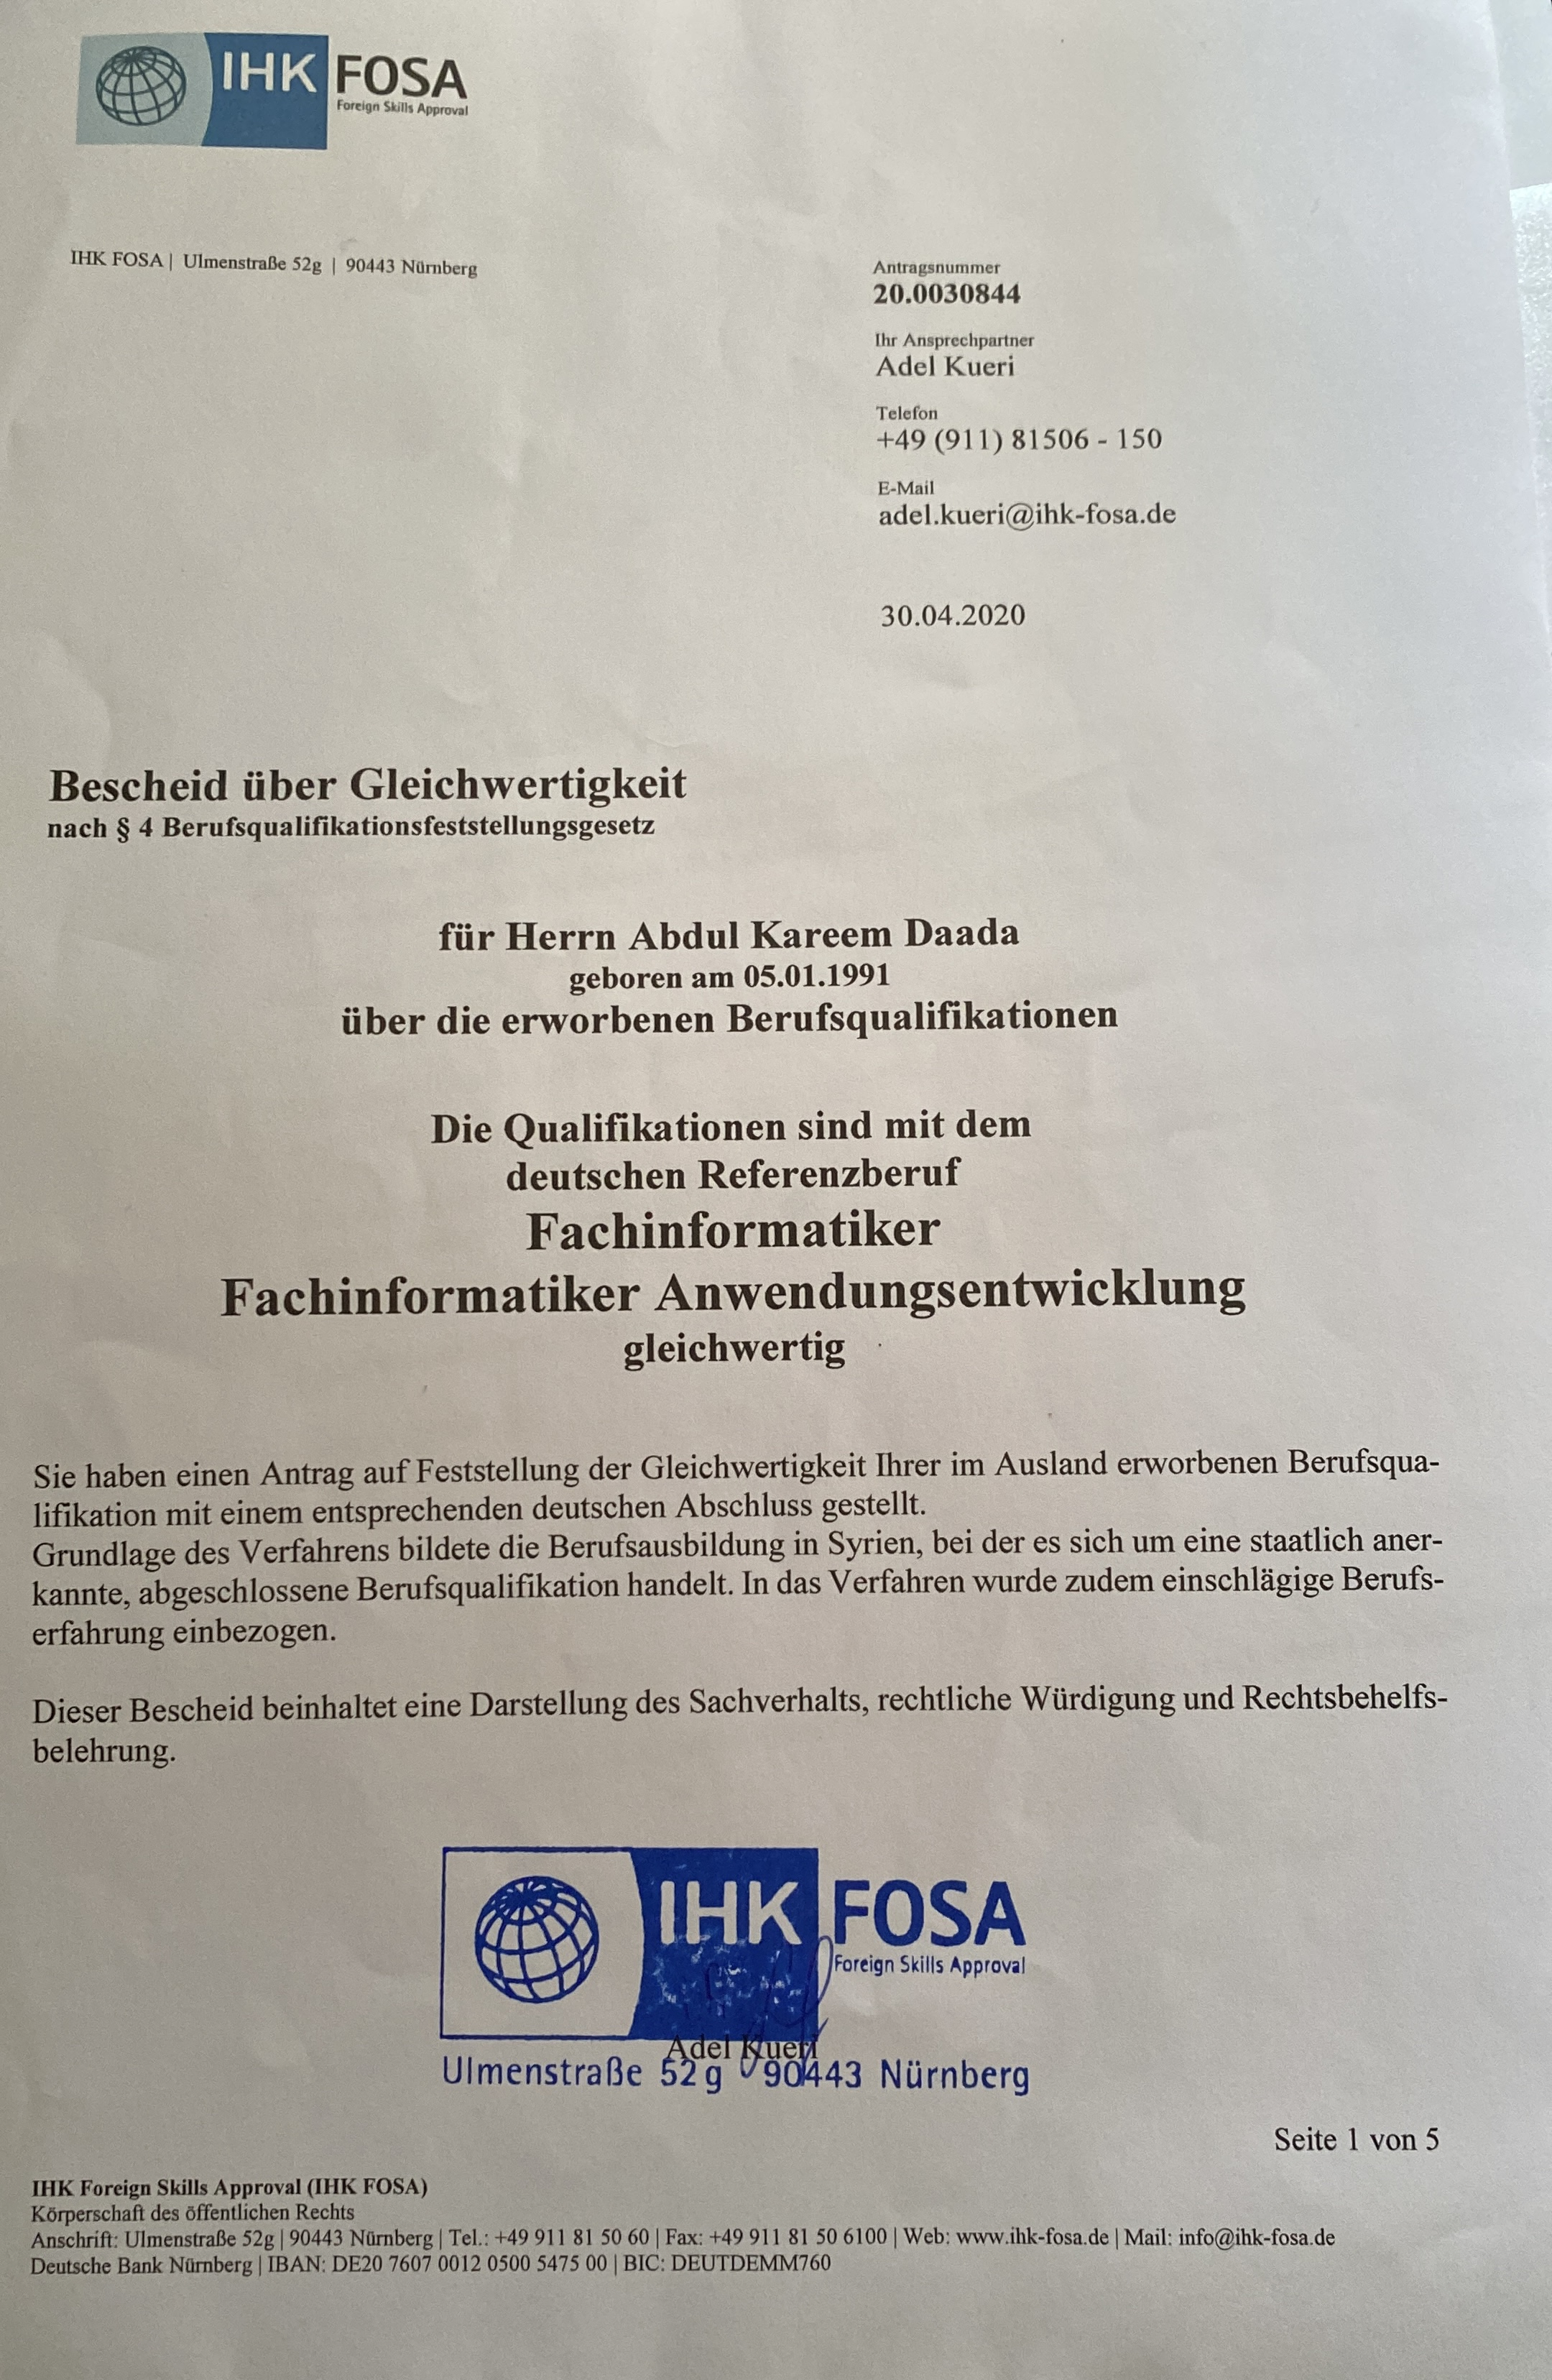 IHK FOSA
Foreign Skills Approval
IHK FOSA | Ulmenstraße 52g | 90443 Nürnberg
Antragsnummer
20.0030844
Ihr Ansprechpartner
Adel Kueri
Telefon
+49 (911) 81506 - 150
E-Mail
adel.kueri@ihk-fosa.de
30.04.2020
Bescheid über Gleichwertigkeit
nach § 4 Berufsqualifikationsfeststellungsgesetz
für Herrn Abdul Kareem Daada
geboren am 05.01.1991
über die erworbenen Berufsqualifikationen
Die Qualifikationen sind mit dem
deutschen Referenzberuf
Fachinformatiker
Fachinformatiker Anwendungsentwicklung
gleichwertig
Sie haben einen Antrag auf Feststellung der Gleichwertigkeit Ihrer im Ausland erworbenen Berufsqua-
lifikation mit einem entsprechenden deutschen Abschluss gestellt.
Grundlage des Verfahrens bildete die Berufsausbildung in Syrien, bei der es sich um eine staatlich aner-
kannte, abgeschlossene Berufsqualifikation handelt. In das Verfahren wurde zudem einschlägige Berufs-
erfahrung einbezogen.
Dieser Bescheid beinhaltet eine Darstellung des Sachverhalts, rechtliche Würdigung und Rechtsbehelfs-
belehrung.
IHK FOSA
Foreign Skills Approval
Adel Kueri
Ulmenstraße 52g 90443 Nürnberg
Seite 1 von 5
IHK Foreign Skills Approval (IHK FOSA)
Körperschaft des öffentlichen Rechts
Anschrift: Ulmenstraße 52g | 90443 Nürnberg | Tel.: +49 911 81 50 60 | Fax: +49 911 81 50 6100 | Web: www.ihk-fosa.de | Mail: info@ihk-fosa.de
Deutsche Bank Nürnberg | IBAN: DE20 7607 0012 0500 5475 00 | BIC: DEUTDEMM760